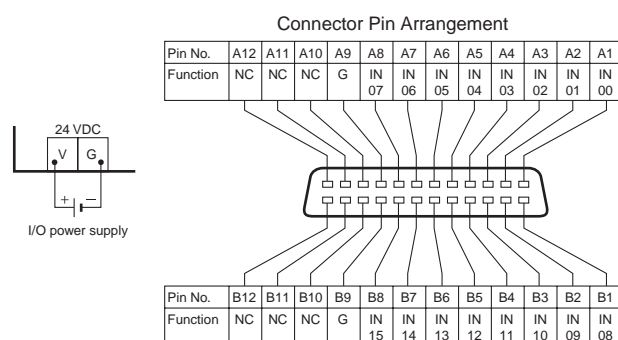 Connector Pin Arrangement
Pin No. A12 A11 A10 A9 A8 A7 A6 A5 A4 A3 A2 A1
Function NC NC NC G IN 07 IN 06 IN 05 IN 04 IN 03 IN 02 IN 01 IN 00
24 VDC
V G
+ −
I/O power supply
Pin No. B12 B11 B10 B9 B8 B7 B6 B5 B4 B3 B2 B1
Function NC NC NC G IN 15 IN 14 IN 13 IN 12 IN 11 IN 10 IN 09 IN 08